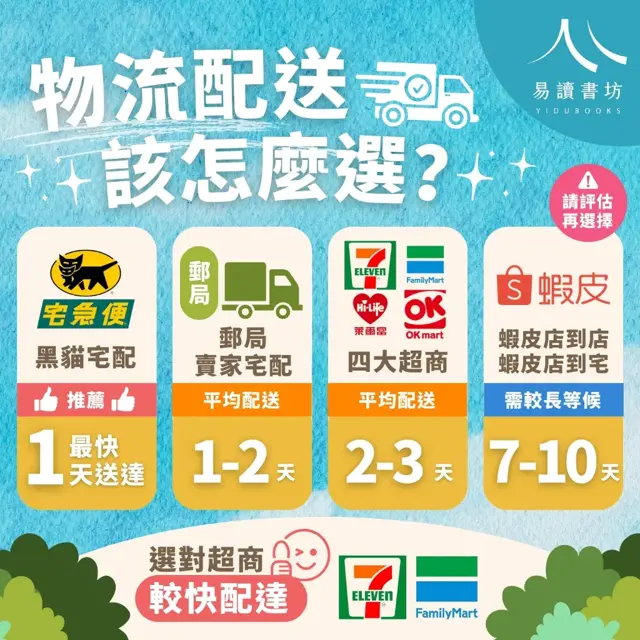 物流配送
該怎麼選？
易讀書坊
YIDUBOOKS
請評估
再選擇
宅急便
黑貓宅配
推薦
1 最快
天送達
郵局
郵局
賣家宅配
平均配送
1-2 天
7
ELEVEN
FamilyMart
Hi-Life
萊爾富
OK
OKmart
四大超商
平均配送
2-3 天
S 蝦皮
蝦皮店到店
蝦皮店到宅
需較長等候
7-10 天
選對超商
較快配達
7
ELEVEN
FamilyMart